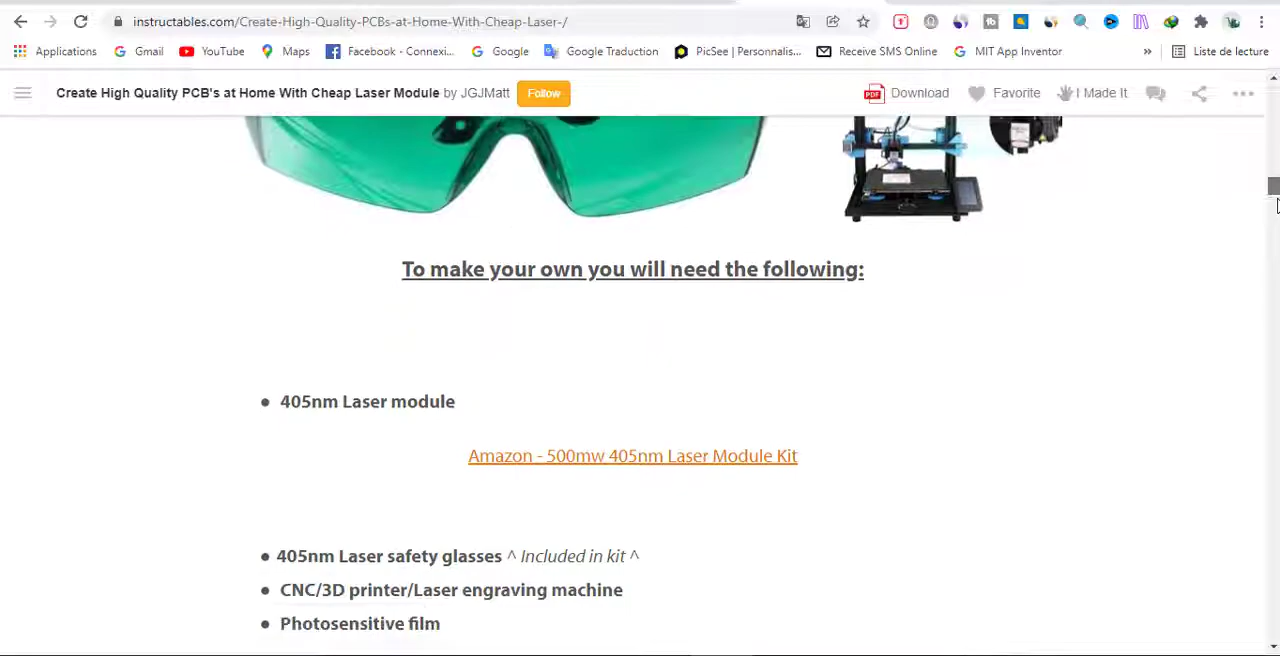 instructables.com/Create-High-Quality-PCBs-at-Home-With-Cheap-Laser-/
Applications Gmail YouTube Maps Facebook - Connexi... Google Google Traduction PicSee | Personnalis... Receive SMS Online MIT App Inventor » Liste de lecture
Create High Quality PCB's at Home With Cheap Laser Module by JGJMatt Follow PDF Download Favorite I Made It
To make your own you will need the following:
● 405nm Laser module
Amazon - 500mw 405nm Laser Module Kit
● 405nm Laser safety glasses ^ Included in kit ^
● CNC/3D printer/Laser engraving machine
● Photosensitive film